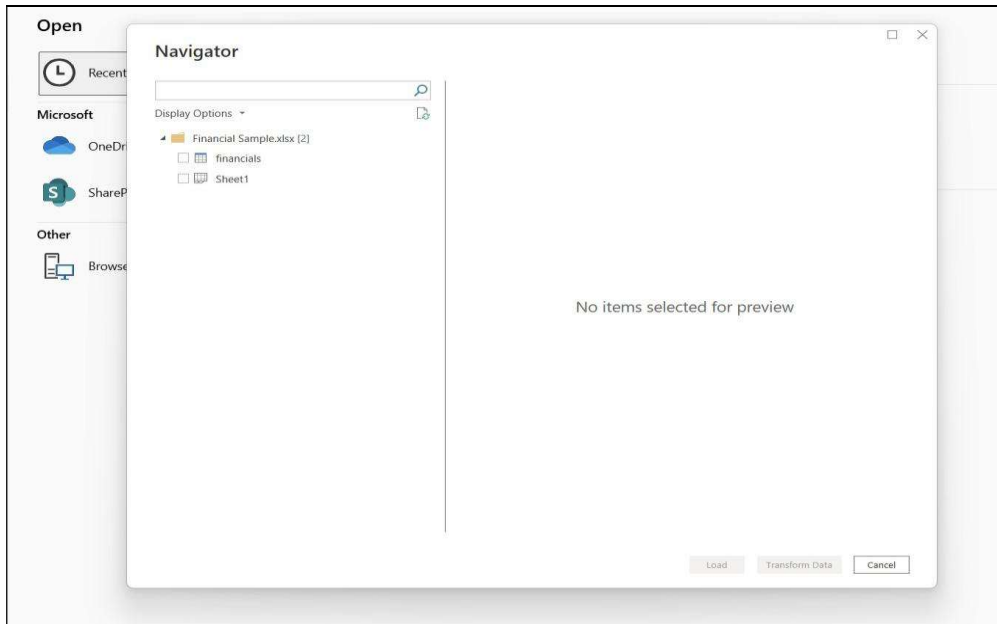 Open
Recent
Microsoft
OneDri
S
ShareP
Other
Browse
Navigator
Display Options
Financial Sample.xlsx [2]
financials
Sheet1
No items selected for preview
Load
Transform Data
Cancel